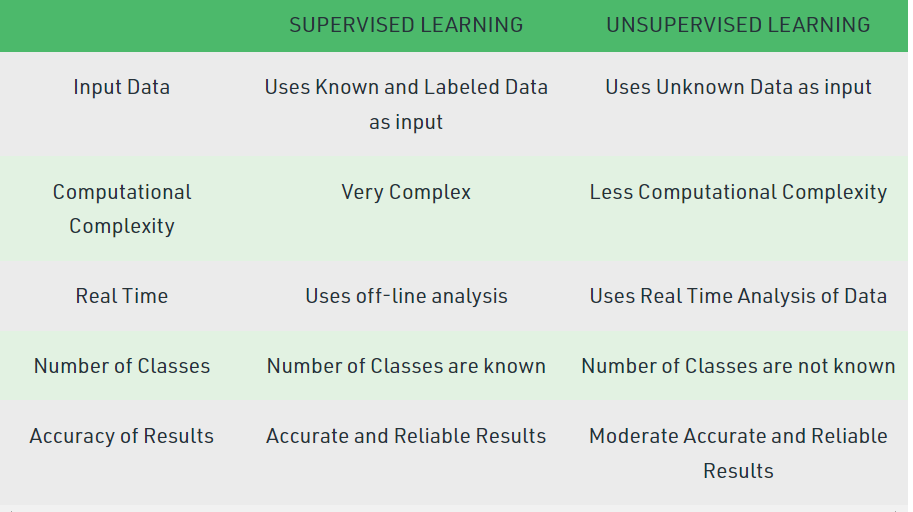 SUPERVISED LEARNING UNSUPERVISED LEARNING
Input Data Uses Known and Labeled Data as input Uses Unknown Data as input
Computational Complexity Very Complex Less Computational Complexity
Real Time Uses off-line analysis Uses Real Time Analysis of Data
Number of Classes Number of Classes are known Number of Classes are not known
Accuracy of Results Accurate and Reliable Results Moderate Accurate and Reliable Results